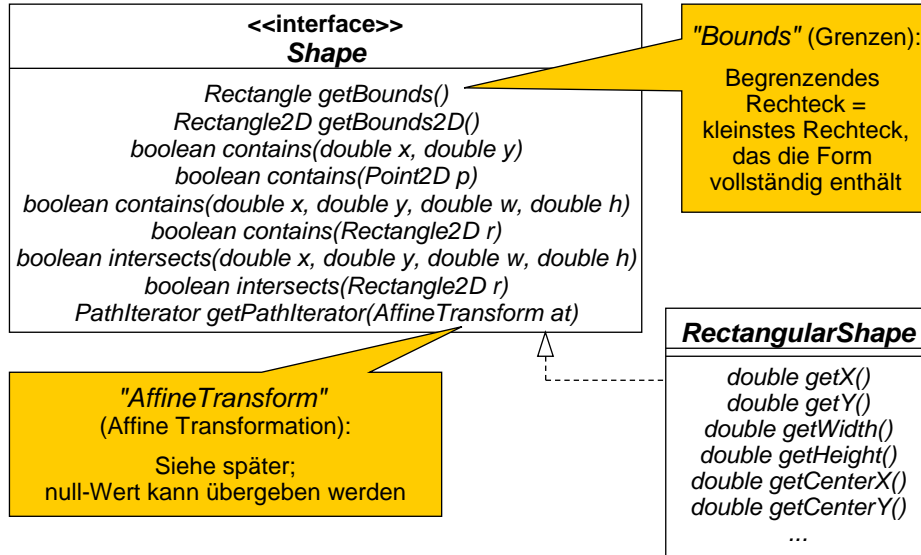 <<interface>>
Shape
Rectangle getBounds()
Rectangle2D getBounds2D()
boolean contains(double x, double y)
boolean contains(Point2D p)
boolean contains(double x, double y, double w, double h)
boolean contains(Rectangle2D r)
boolean intersects(double x, double y, double w, double h)
boolean intersects(Rectangle2D r)
PathIterator getPathIterator(AffineTransform at)
"Bounds" (Grenzen):
Begrenzendes
Rechteck =
kleinstes Rechteck,
das die Form
vollständig enthält
"AffineTransform"
(Affine Transformation):
Siehe später;
null-Wert kann übergeben werden
RectangularShape
double getX()
double getY()
double getWidth()
double getHeight()
double getCenterX()
double getCenterY()
...